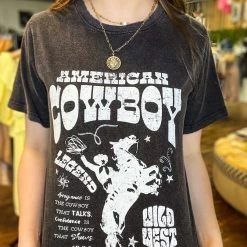 AMERICAN
COWBOY
LEGEND
Arrogance IS
THE COWBOY
THAT TALKS.
Confidence IS
THE COWBOY
THAT Shows
WILD
WEST